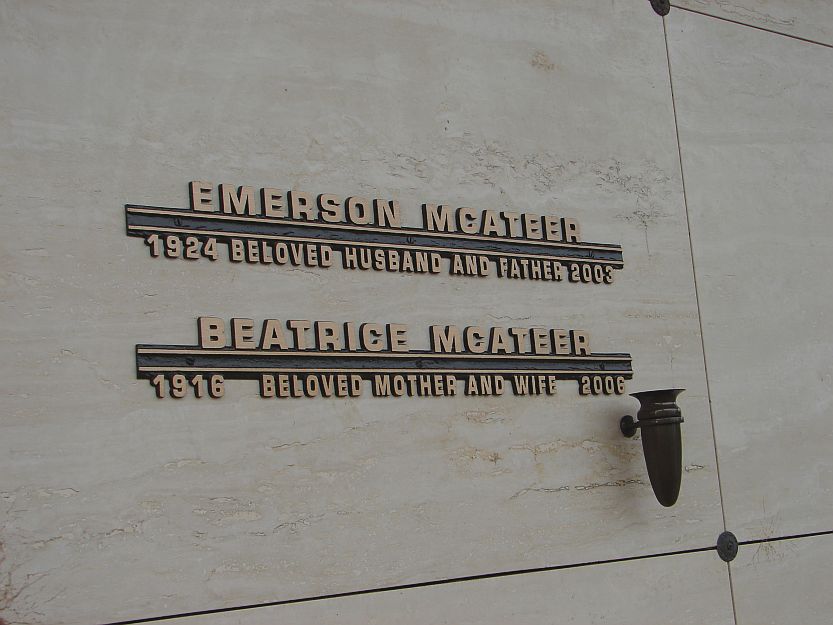 EMERSON MCATEER
1924 BELOVED HUSBAND AND FATHER 2003
BEATRICE MCATEER
1916 BELOVED MOTHER AND WIFE 2006